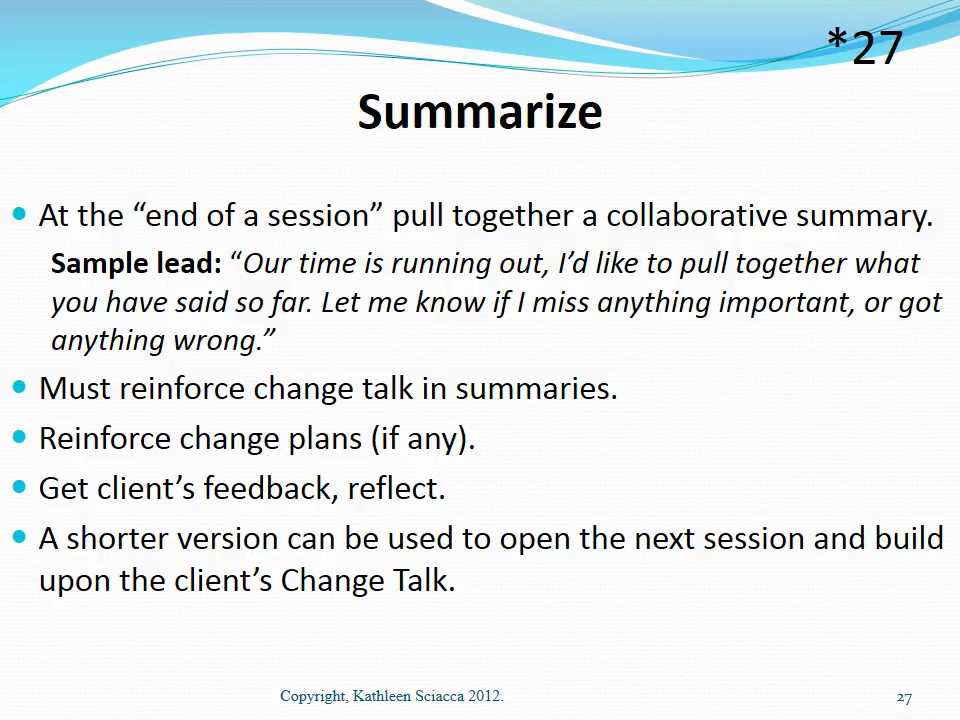 *27
Summarize
• At the “end of a session” pull together a collaborative summary.
Sample lead: “Our time is running out, I’d like to pull together what
you have said so far. Let me know if I miss anything important, or got
anything wrong.”
• Must reinforce change talk in summaries.
• Reinforce change plans (if any).
• Get client’s feedback, reflect.
• A shorter version can be used to open the next session and build
upon the client’s Change Talk.
Copyright, Kathleen Sciacca 2012.
27